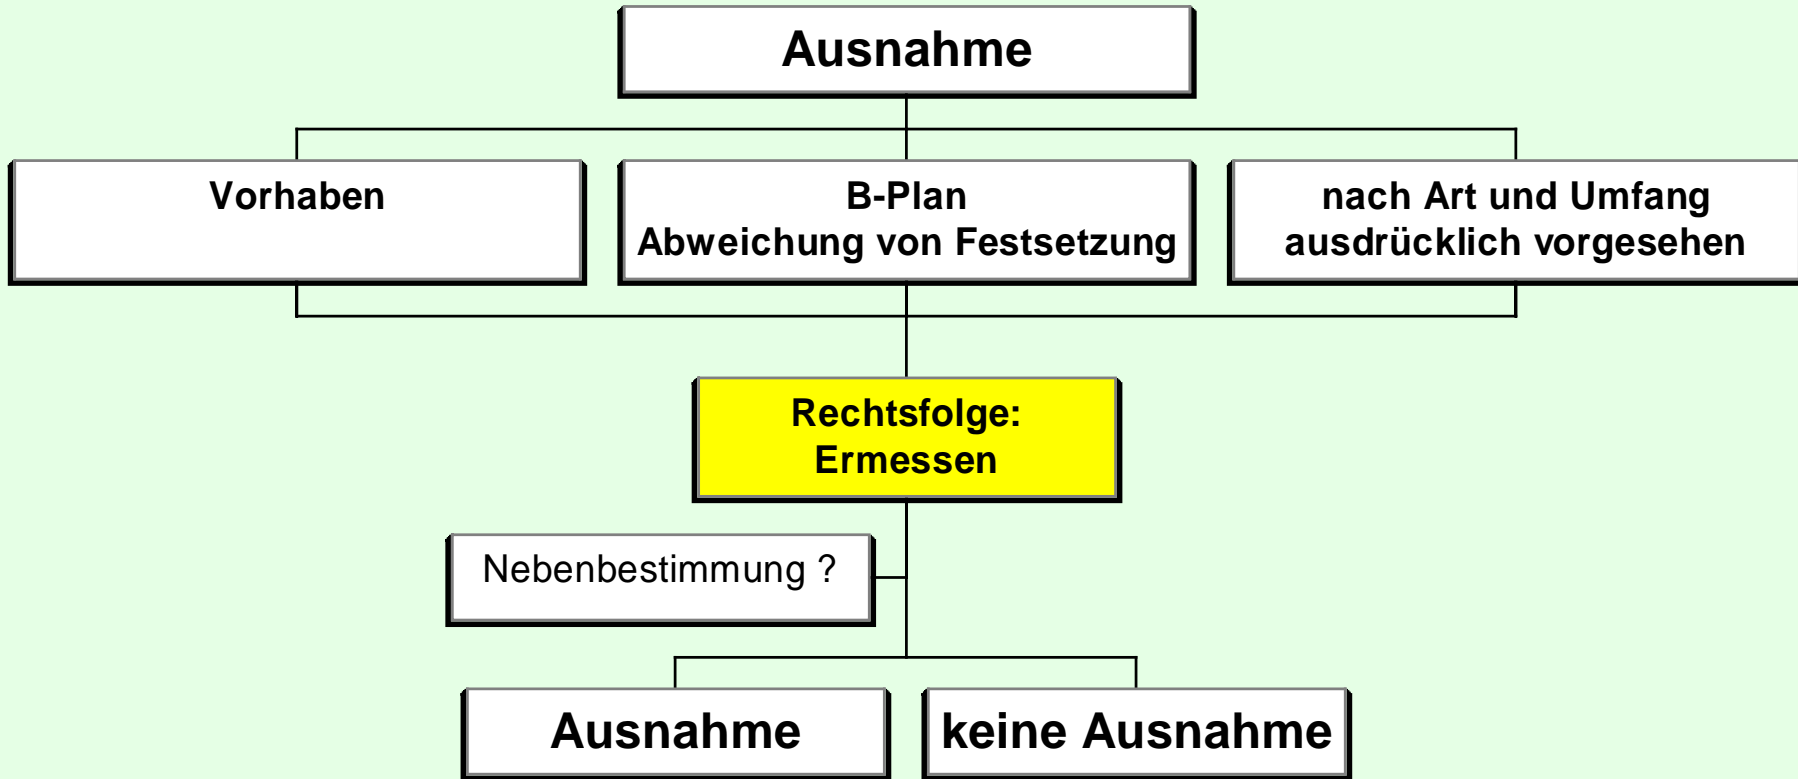 Ausnahme
Vorhaben
B-Plan
Abweichung von Festsetzung
nach Art und Umfang
ausdrücklich vorgesehen
Rechtsfolge:
Ermessen
Nebenbestimmung ?
Ausnahme
keine Ausnahme